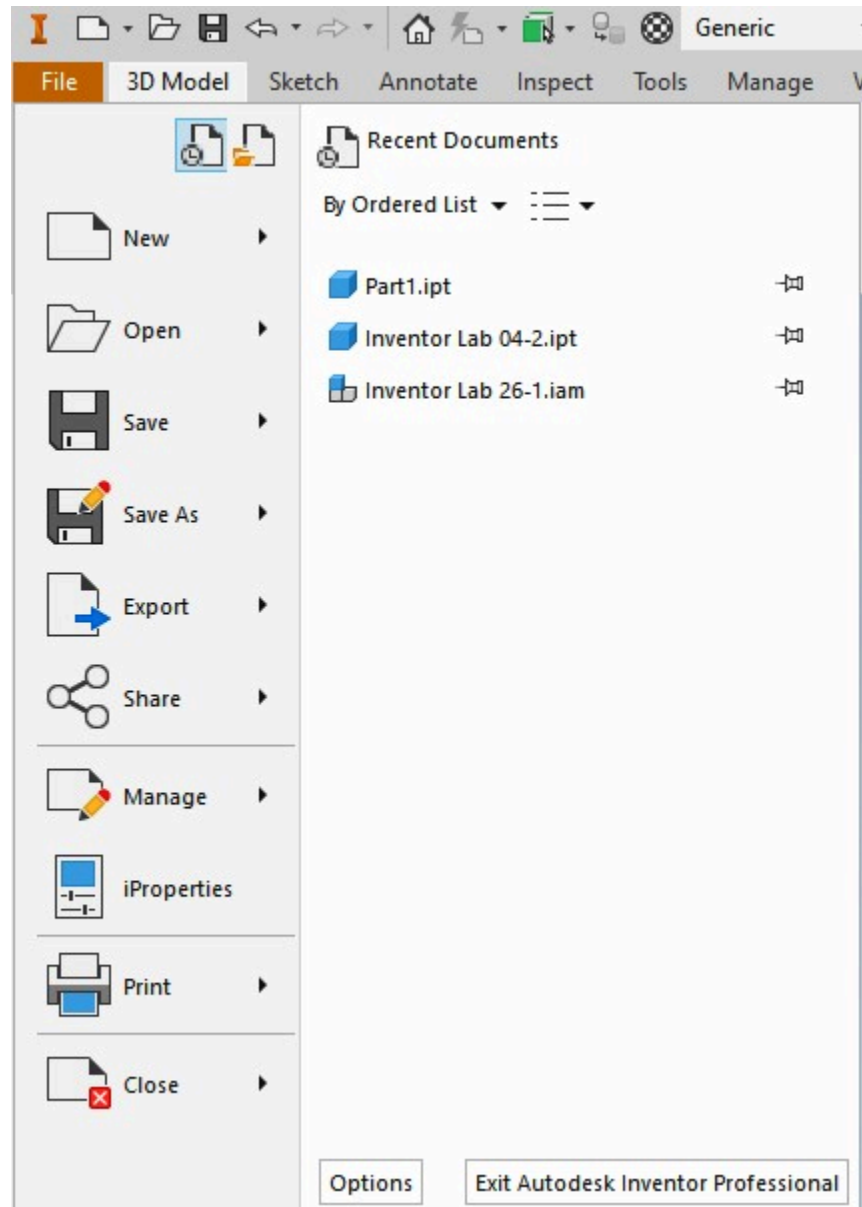 Generic
File 3D Model Sketch Annotate Inspect Tools Manage
Recent Documents
By Ordered List
New
Open
Save
Save As
Export
Share
Manage
iProperties
Print
Close
Part1.ipt
Inventor Lab 04-2.ipt
Inventor Lab 26-1.iam
Options Exit Autodesk Inventor Professional